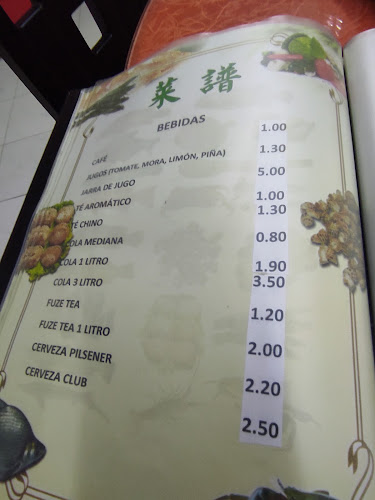 菜譜
BEBIDAS
CAFÉ 1.00
JUGOS (TOMATE, MORA, LIMÓN, PIÑA) 1.30
JARRA DE JUGO 5.00
TÉ AROMÁTICO 1.00
TÉ CHINO 1.30
COLA MEDIANA 0.80
COLA 1 LITRO 1.90
COLA 3 LITRO 3.50
FUZE TEA 1.20
FUZE TEA 1 LITRO 2.00
CERVEZA PILSENER 2.20
CERVEZA CLUB 2.50